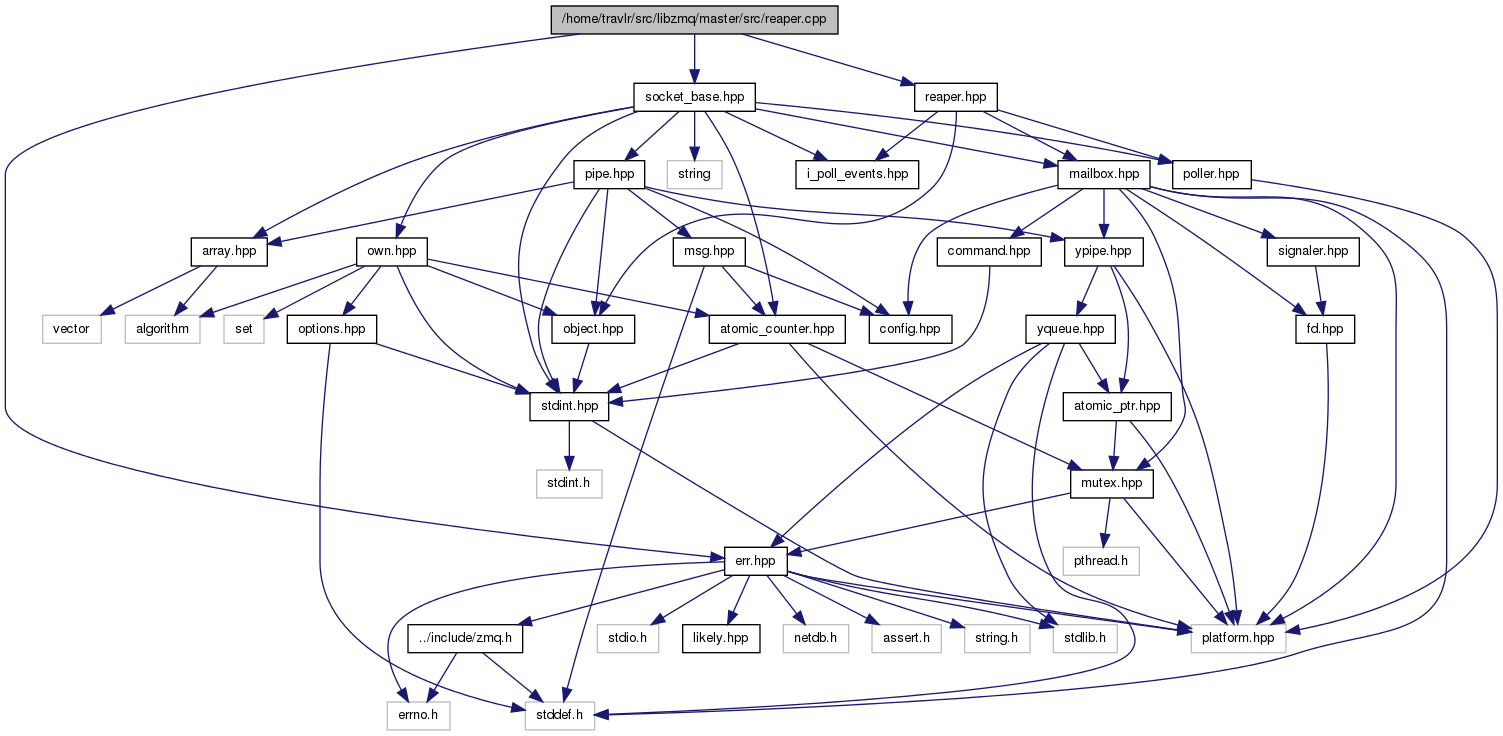 /home/travlr/src/libzmq/master/src/reaper.cpp
socket_base.hpp
reaper.hpp
pipe.hpp
string
i_poll_events.hpp
mailbox.hpp
poller.hpp
array.hpp
own.hpp
msg.hpp
command.hpp
ypipe.hpp
signaler.hpp
vector
algorithm
set
options.hpp
object.hpp
atomic_counter.hpp
config.hpp
yqueue.hpp
fd.hpp
stdint.hpp
atomic_ptr.hpp
stdint.h
mutex.hpp
err.hpp
pthread.h
../include/zmq.h
stdio.h
likely.hpp
netdb.h
assert.h
string.h
stdlib.h
platform.hpp
errno.h
stddef.h